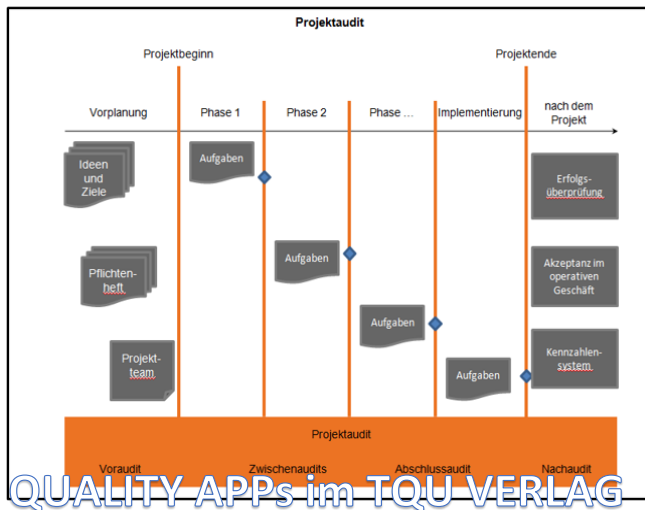 Projektaudit
Projektbeginn
Projektende
Vorplanung
Phase 1
Phase 2
Phase ...
Implementierung
nach dem
Projekt
Ideen
und
Ziele
Aufgaben
Erfolgs-
überprüfung
Pflichten-
heft
Aufgaben
Akzeptanz im
operativen
Geschäft
Aufgaben
Projekt-
team
Aufgaben
Kennzahlen-
system
Projektaudit
Voraudit
Zwischenaudits
Abschlussaudit
Nachaudit
QUALITY APPs im TQU VERLAG